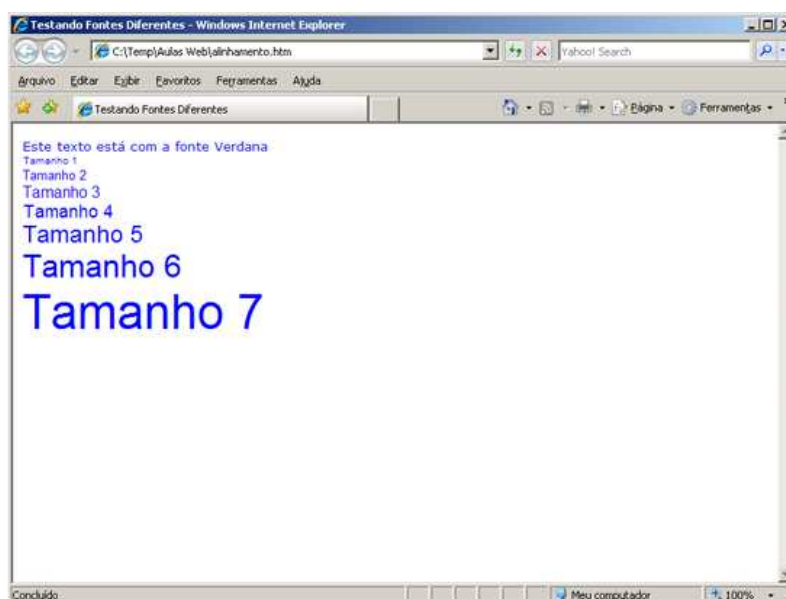 Testando Fontes Diferentes - Windows Internet Explorer
C:\Temp\Aulas Web\alinhamento.htm
Yahoo! Search
Arquivo Editar Exibir Favoritos Ferramentas Ajuda
Testando Fontes Diferentes
Página
Ferramentas
Este texto está com a fonte Verdana
Tamanho 1
Tamanho 2
Tamanho 3
Tamanho 4
Tamanho 5
Tamanho 6
Tamanho 7
Concluído
Meu computador
100%